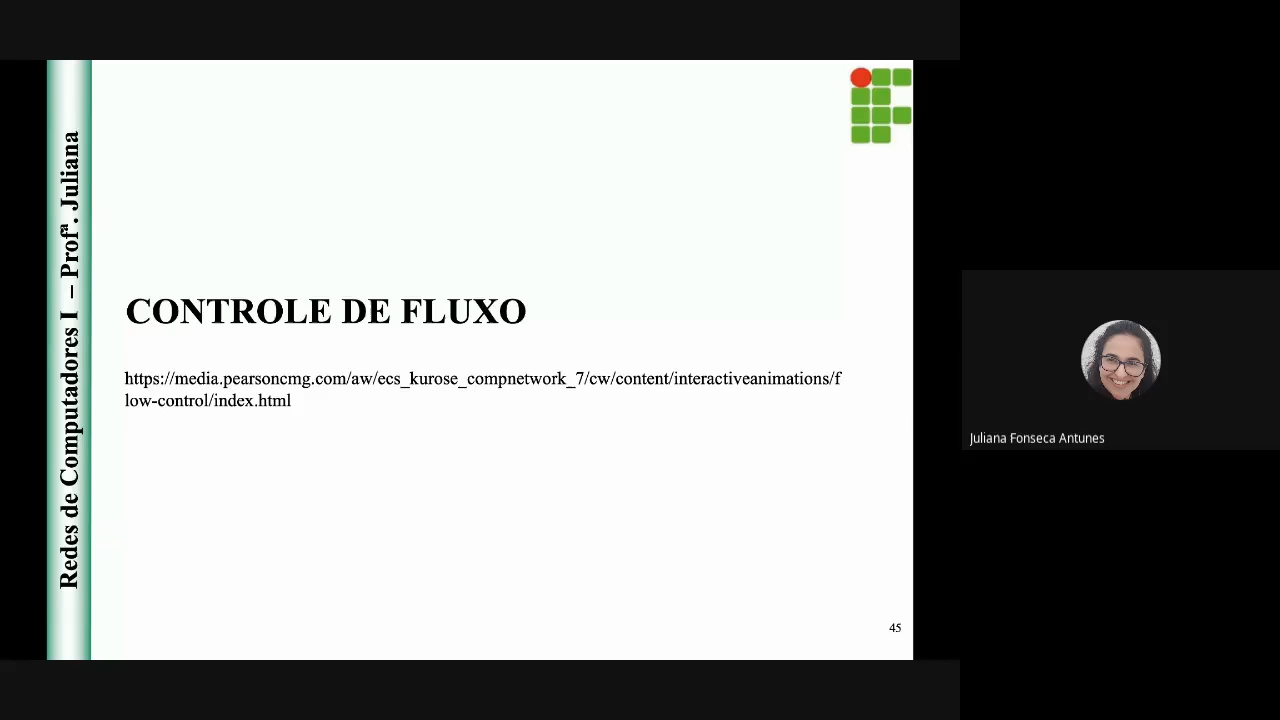 Redes de Computadores I – Profª. Juliana
CONTROLE DE FLUXO
https://media.pearsoncmg.com/aw/ecs_kurose_compnetwork_7/cw/content/interactiveanimations/f
low-control/index.html
45
Juliana Fonseca Antunes